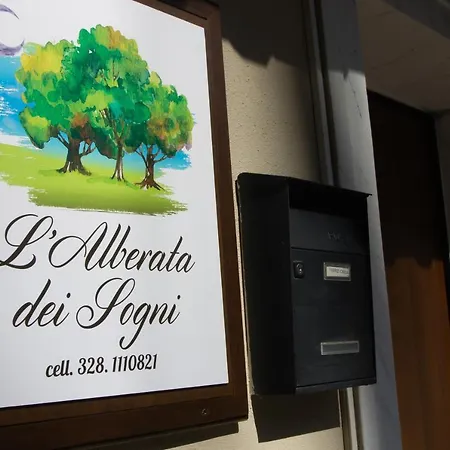 L'Alberata
dei Sogni
cell. 328. 1110821